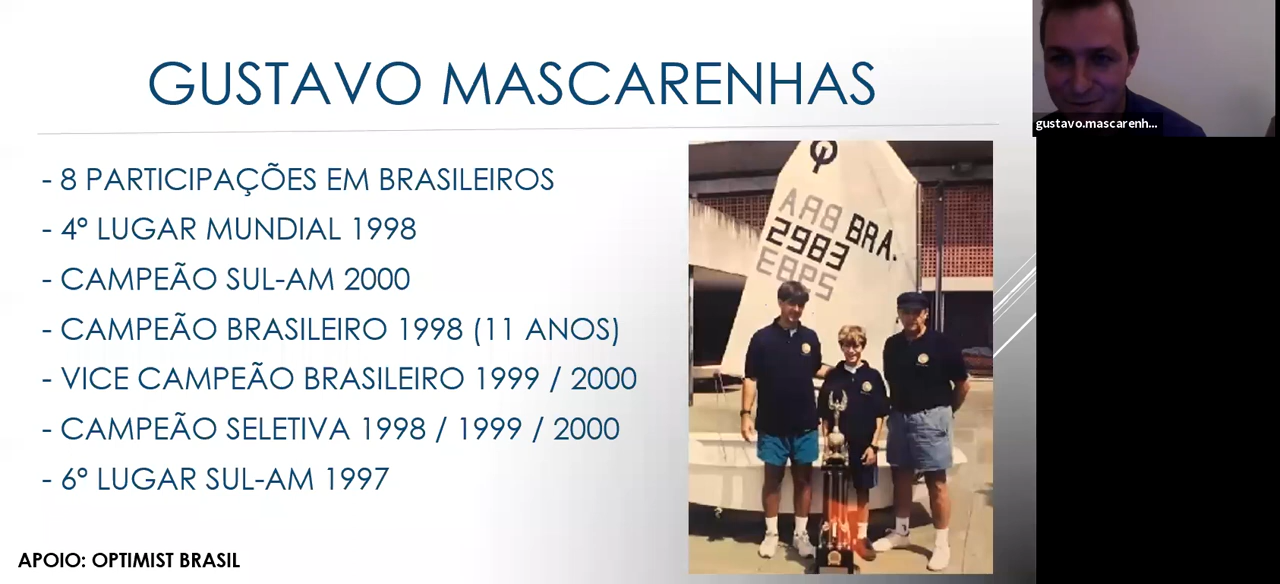 GUSTAVO MASCARENHAS
gustavo.mascarenh...
- 8 PARTICIPAÇÕES EM BRASILEIROS
- 4º LUGAR MUNDIAL 1998
- CAMPEÃO SUL-AM 2000
- CAMPEÃO BRASILEIRO 1998 (11 ANOS)
- VICE CAMPEÃO BRASILEIRO 1999 / 2000
- CAMPEÃO SELETIVA 1998 / 1999 / 2000
- 6º LUGAR SUL-AM 1997
BRA.
2983
APOIO: OPTIMIST BRASIL